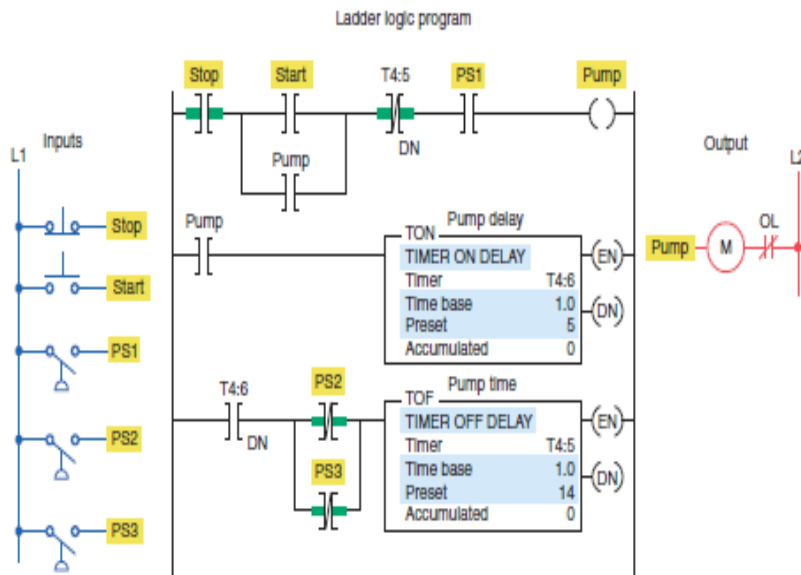 Ladder logic program
Stop
Start
T4:5
PS1
Pump
DN
Pump
Inputs
L1
Stop
Start
PS1
PS2
PS3
Pump
Pump delay
TON
TIMER ON DELAY
Timer T4:6
Time base 1.0
Preset 5
Accumulated 0
EN
DN
T4:6
DN
PS2
PS3
Pump time
TOF
TIMER OFF DELAY
Timer T4:5
Time base 1.0
Preset 14
Accumulated 0
EN
DN
Output
L2
Pump
M
OL